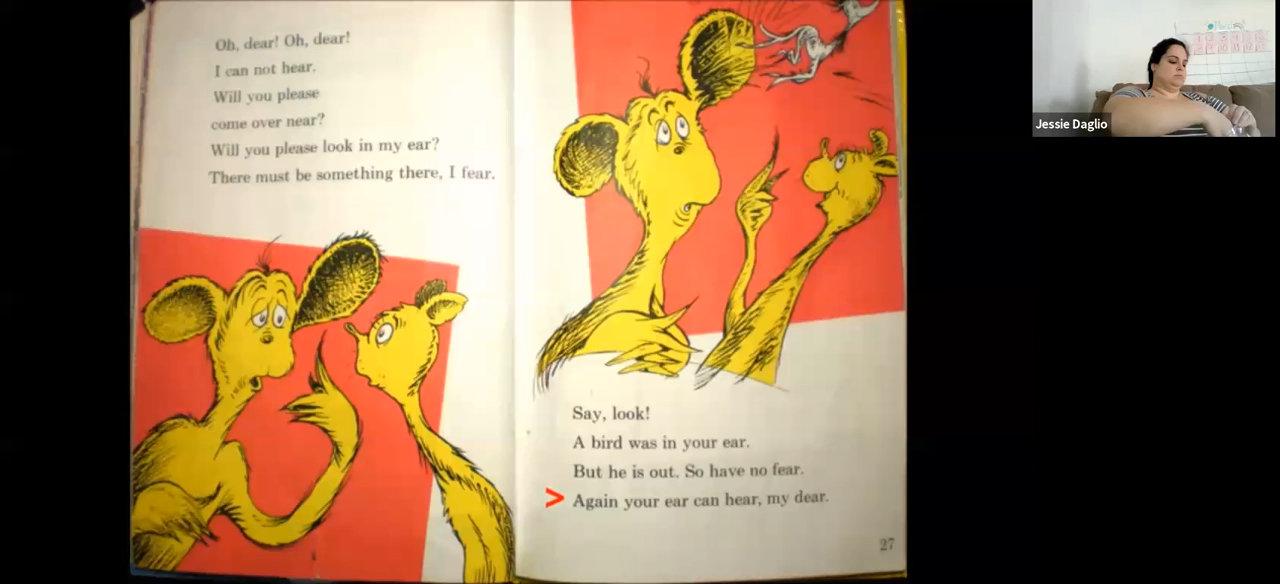 Oh, dear! Oh, dear!
I can not hear.
Will you please
come over near?
Will you please look in my ear?
There must be something there, I fear.
Say, look!
A bird was in your ear.
But he is out. So have no fear.
> Again your ear can hear, my dear.
27
Jessie Daglio